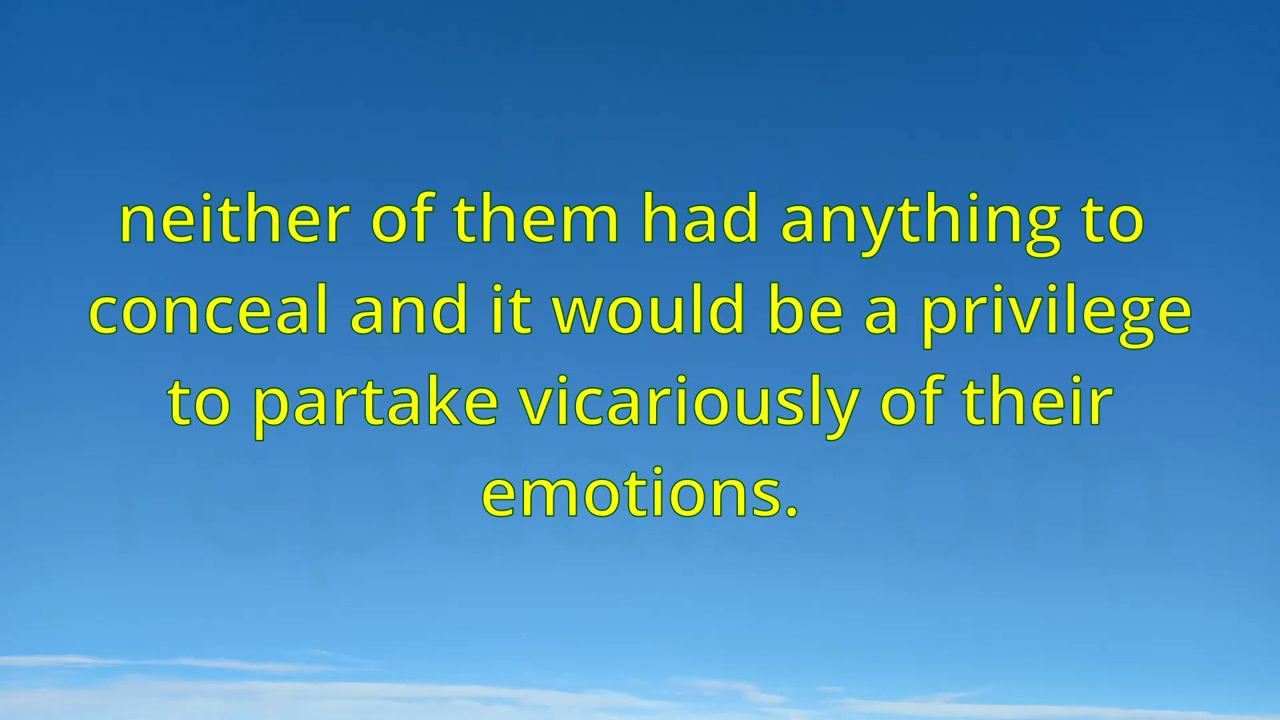 neither of them had anything to
conceal and it would be a privilege
to partake vicariously of their
emotions.